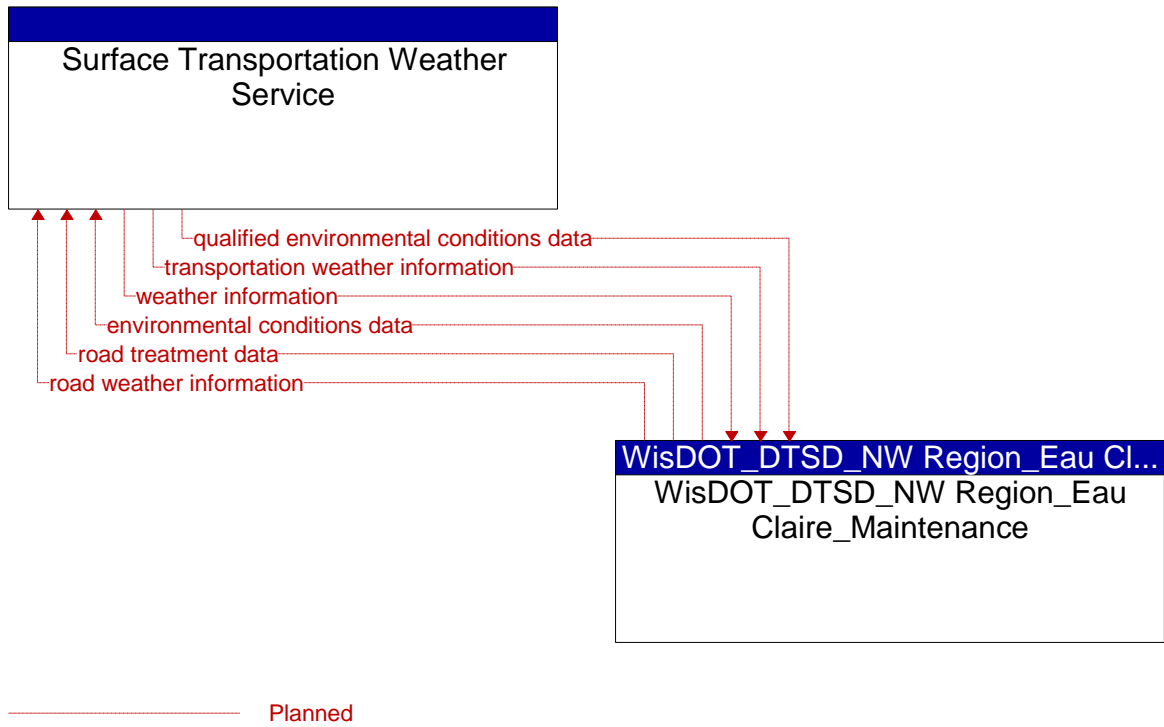 Surface Transportation Weather
Service
qualified environmental conditions data
transportation weather information
weather information
environmental conditions data
road treatment data
road weather information
WisDOT_DTSD_NW Region_Eau Cl...
WisDOT_DTSD_NW Region_Eau
Claire_Maintenance
Planned